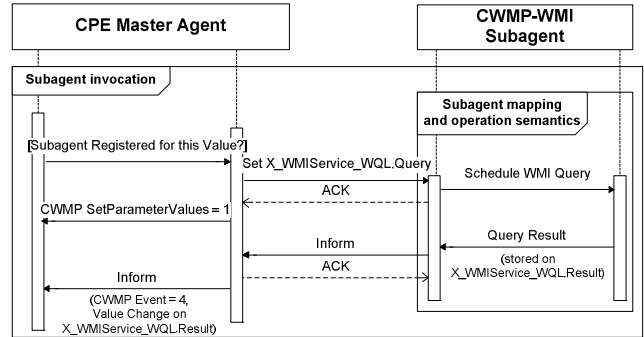 CPE Master Agent
CWMP-WMI
Subagent
Subagent invocation
Subagent mapping
and operation semantics
[Subagent Registered for this Value?]
Set X_WMIService_WQL.Query
Schedule WMI Query
ACK
CWMP SetParameterValues = 1
Query Result
(stored on
X_WMIService_WQL.Result)
Inform
ACK
Inform
(CWMP Event = 4,
Value Change on
X_WMIService_WQL.Result)